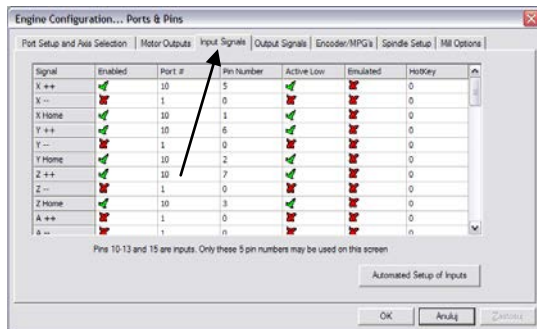 Engine Configuration... Ports & Pins
Port Setup and Axis Selection Motor Outputs Input Signals Output Signals Encoder/MPG's Spindle Setup Mill Options
Signal Enabled Port # Pin Number Active Low Emulated HotKey
X ++ 10 5 0
X -- 1 0 0
X Home 10 1 0
Y ++ 10 6 0
Y -- 1 0 0
Y Home 10 2 0
Z ++ 10 7 0
Z -- 1 0 0
Z Home 10 3 0
A ++ 1 0 0
A -- 1 0 0
Pins 10-13 and 15 are inputs. Only these 5 pin numbers may be used on this screen
Automated Setup of Inputs
OK Anuluj Zastosuj